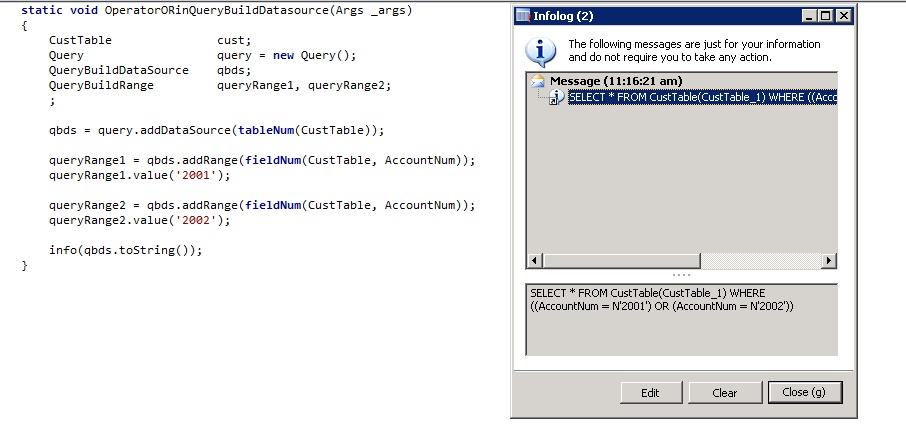 static void OperatorORinQueryBuildDatasource(Args _args)
{
    CustTable               cust;
    Query                   query = new Query();
    QueryBuildDataSource    qbds;
    QueryBuildRange         queryRange1, queryRange2;
    ;

    qbds = query.addDataSource(tableNum(CustTable));

    queryRange1 = qbds.addRange(fieldNum(CustTable, AccountNum));
    queryRange1.value('2001');

    queryRange2 = qbds.addRange(fieldNum(CustTable, AccountNum));
    queryRange2.value('2002');

    info(qbds.toString());
}
Infolog (2)
The following messages are just for your information
and do not require you to take any action.
Message (11:16:21 am)
SELECT * FROM CustTable(CustTable_1) WHERE ((Acco
SELECT * FROM CustTable(CustTable_1) WHERE
((AccountNum = N'2001') OR (AccountNum = N'2002'))
Edit
Clear
Close (g)